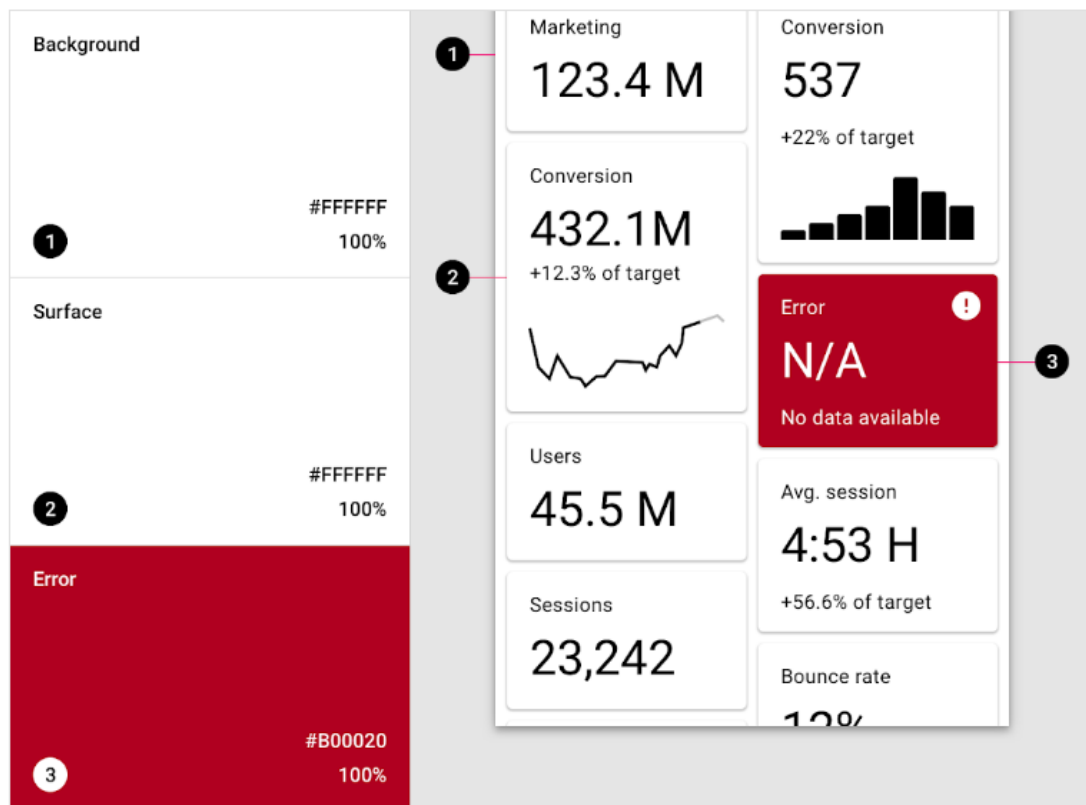 Background
#FFFFFF
1
100%
Surface
#FFFFFF
2
100%
Error
#B00020
3
100%
1
Marketing
123.4 M
Conversion
432.1M
2
+12.3% of target
Users
45.5 M
Sessions
23,242
Conversion
537
+22% of target
Error
!
N/A
3
No data available
Avg. session
4:53 H
+56.6% of target
Bounce rate